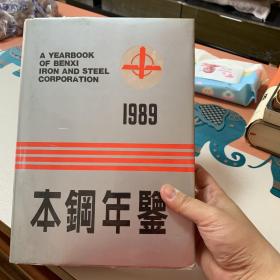 A YEARBOOK
OF BENXI
IRON AND STEEL
CORPORATION
1989
本鋼年鑒